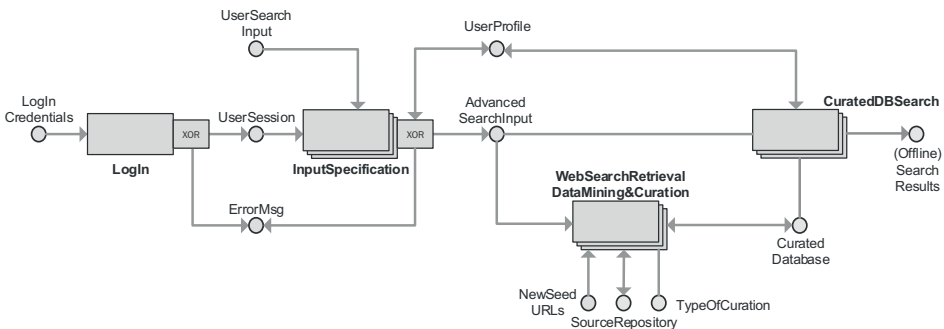 UserSearch
Input
UserProfile
LogIn
Credentials
XOR
LogIn
UserSession
InputSpecification
XOR
Advanced
SearchInput
CuratedDBSearch
(Offline)
Search
Results
ErrorMsg
WebSearchRetrieval
DataMining&Curation
Curated
Database
NewSeed
URLs
SourceRepository
TypeOfCuration